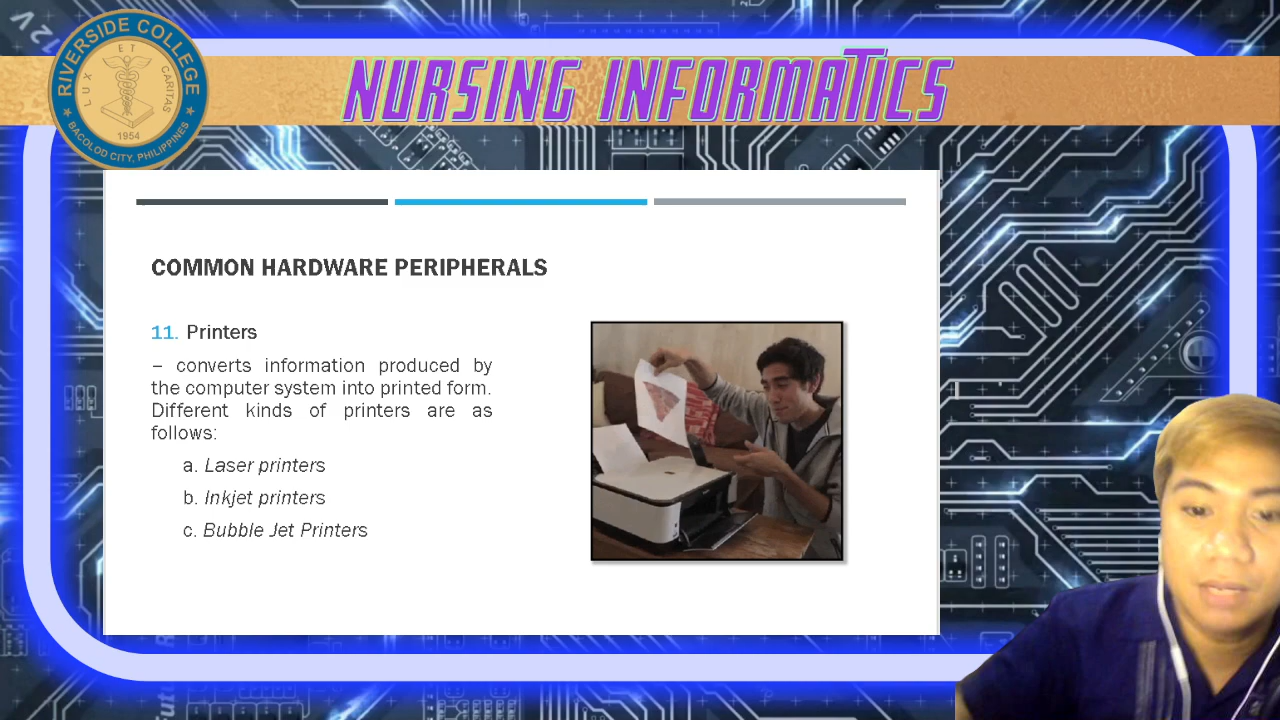 12V
RIVERSIDE COLLEGE
LUX ET CARITAS
1954
BACOLOD CITY, PHILIPPINES
NURSING INFORMATICS
COMMON HARDWARE PERIPHERALS
11. Printers
– converts information produced by
the computer system into printed form.
Different kinds of printers are as
follows:
a. Laser printers
b. Inkjet printers
c. Bubble Jet Printers